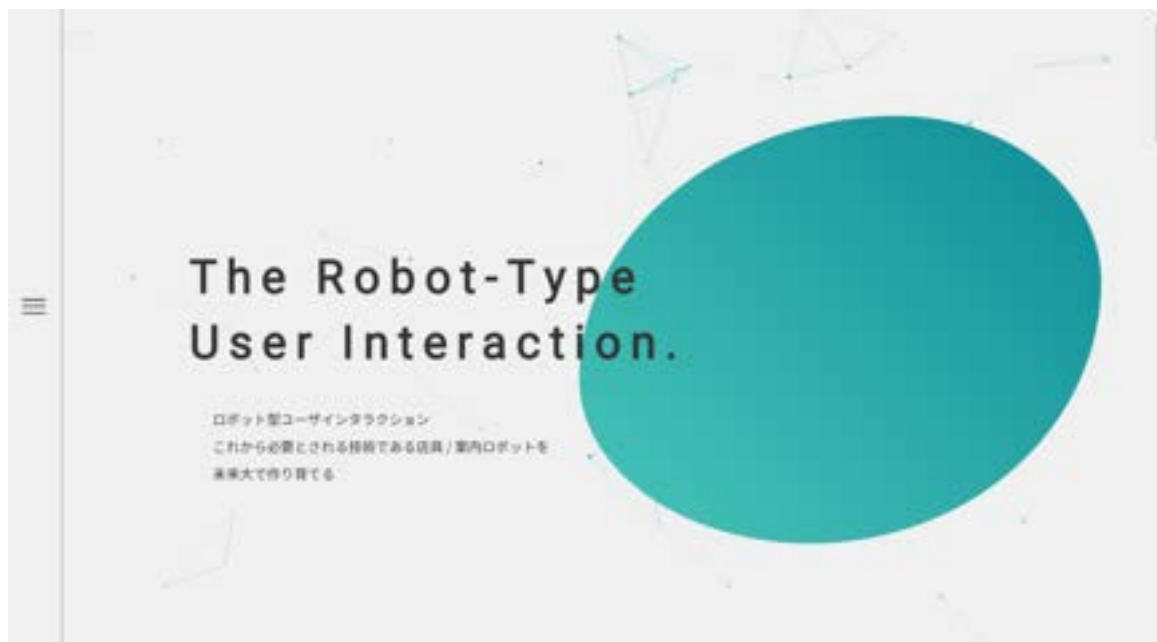 The Robot-Type
User Interaction.
ロボット型ユーザインタラクション
これから必要とされる技術である店員 / 案内ロボットを
未来大で作り育てる